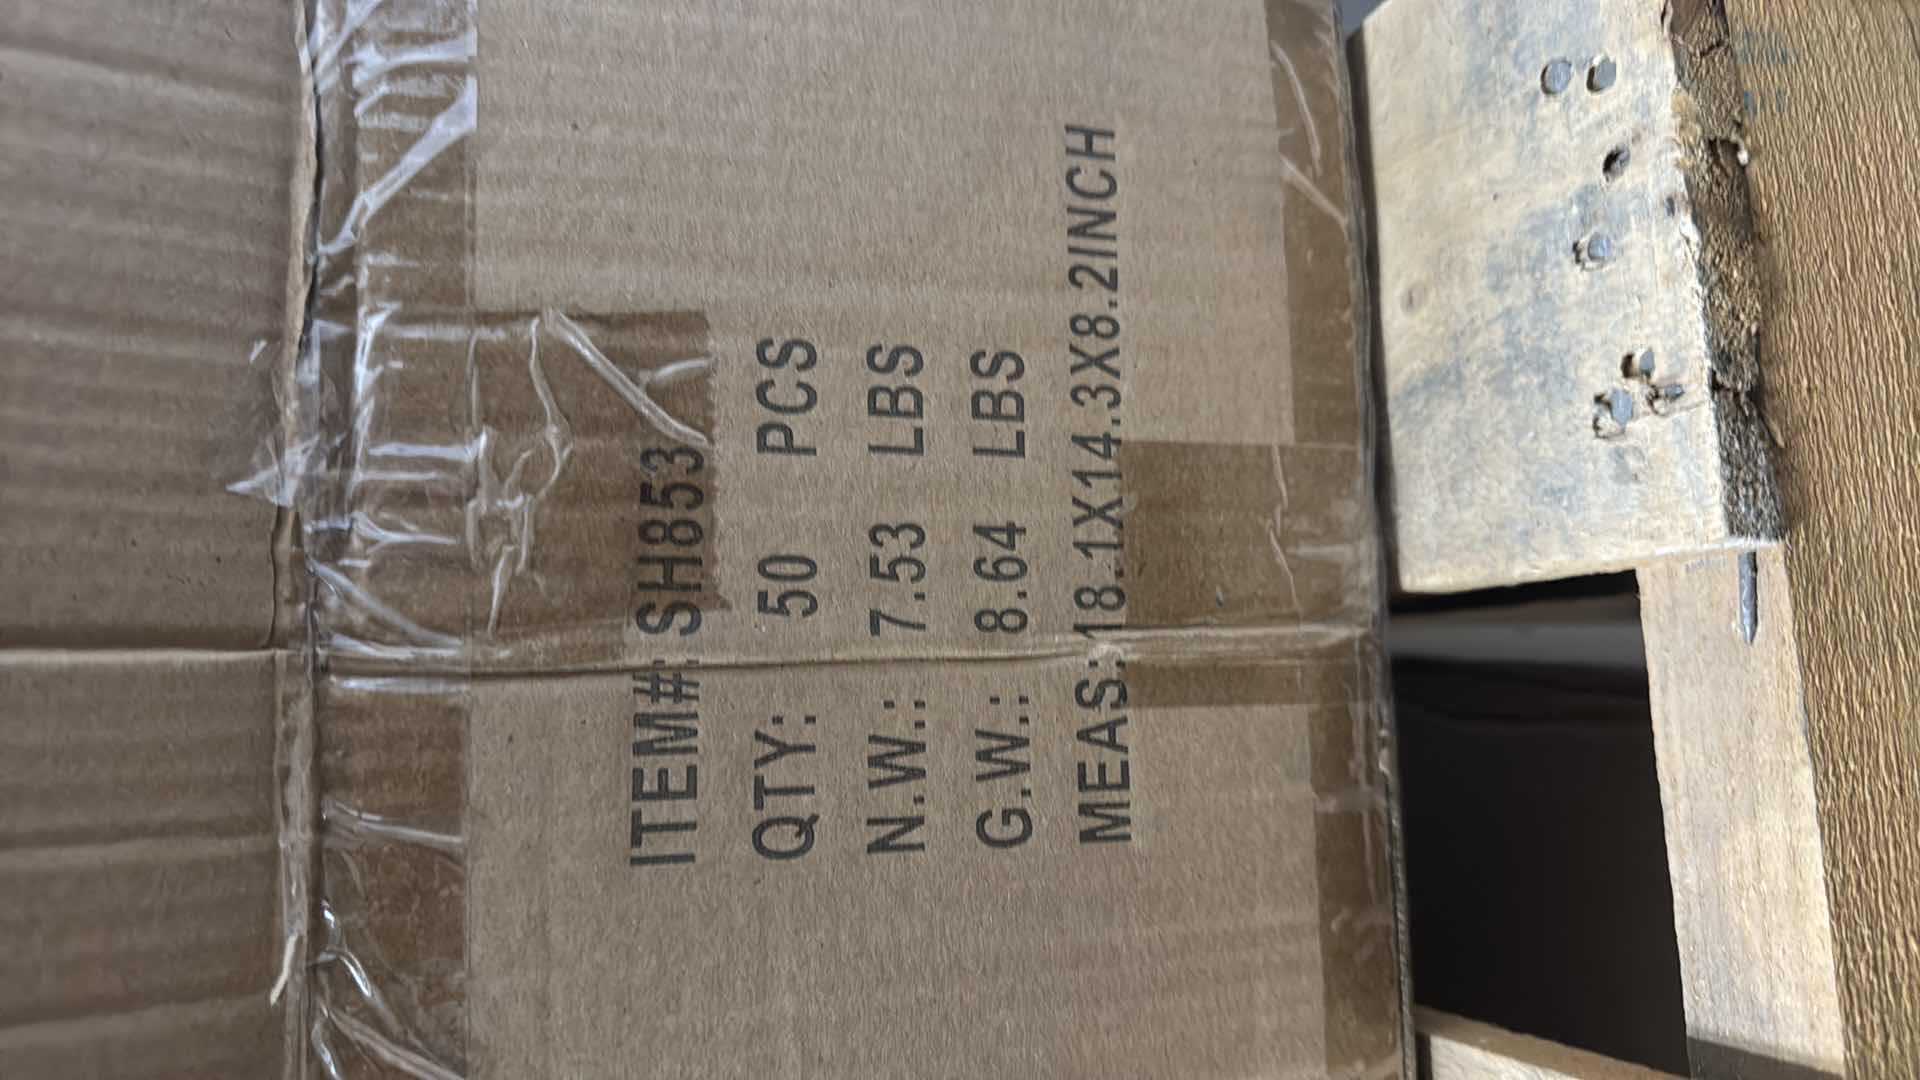 ITEM#: SH853
QTY: 50 PCS
N.W.: 7.53 LBS
G.W.: 8.64 LBS
MEAS:18.1X14.3X8.2INCH